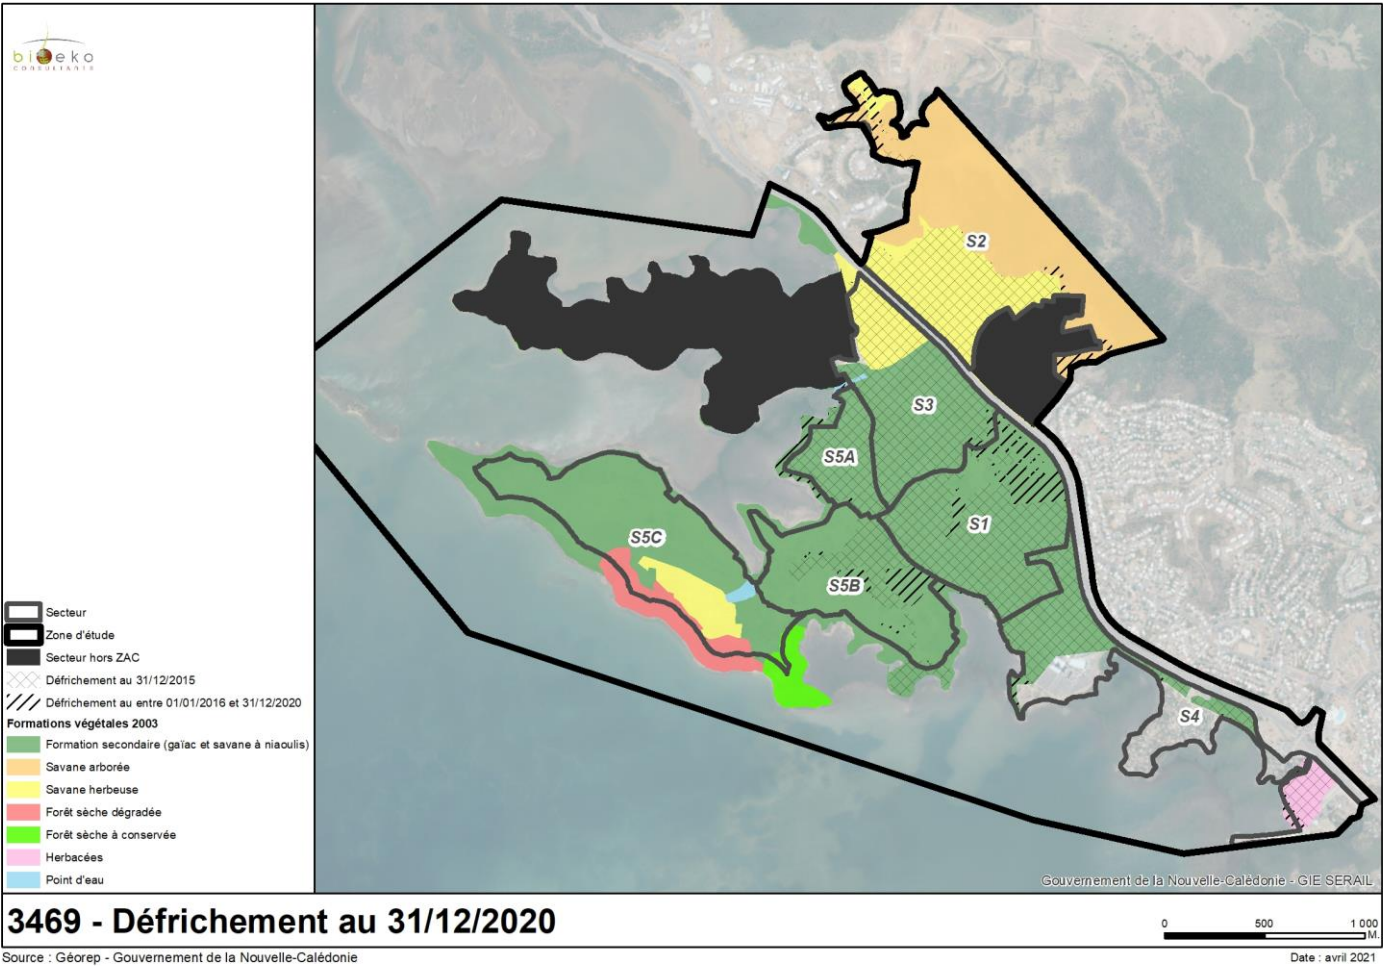 bioeko
CONSULTANTS
S2
S3
S5A
S1
S5C
S5B
S4
Secteur
Zone d'étude
Secteur hors ZAC
Défrichement au 31/12/2015
Défrichement au entre 01/01/2016 et 31/12/2020
Formations végétales 2003
Formation secondaire (gaïac et savane à niaoulis)
Savane arborée
Savane herbeuse
Forêt sèche dégradée
Forêt sèche à conservée
Herbacées
Point d'eau
Gouvernement de la Nouvelle-Calédonie - GIE SERAIL
3469 - Défrichement au 31/12/2020
0 500 1 000
M.
Source : Géorep - Gouvernement de la Nouvelle-Calédonie
Date : avril 2021